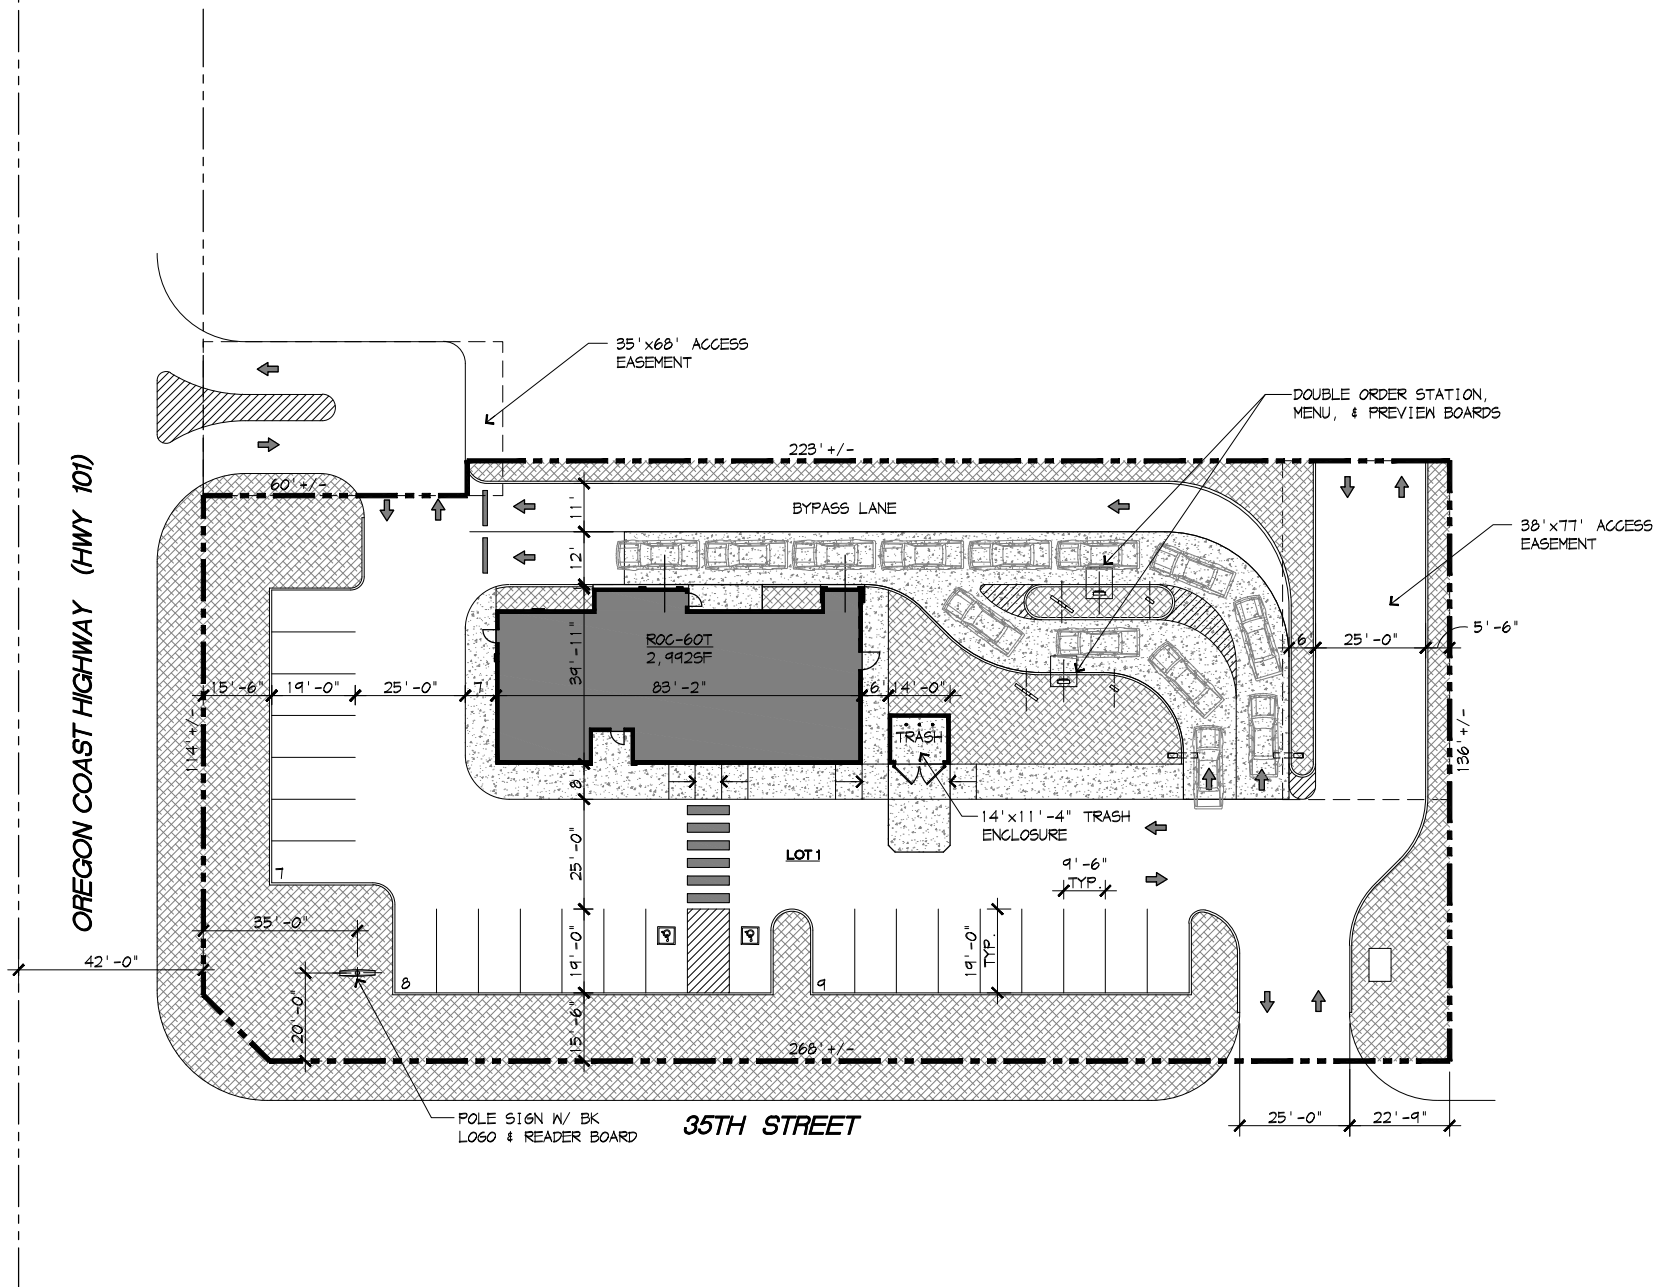 35'x68' ACCESS
EASEMENT
DOUBLE ORDER STATION,
MENU, & PREVIEW BOARDS
223'+/-
60'+/-
11'
BYPASS LANE
38'x77' ACCESS
EASEMENT
12'
ROC-60T
2,992SF
39'-11"
6'
25'-0"
5'-6"
15'-6"
19'-0"
25'-0"
7'
83'-2"
6'
14'-0"
OREGON COAST HIGHWAY (HWY 101)
114'+/-
136'+/-
TRASH
8'
14'x11'-4" TRASH
ENCLOSURE
LOT 1
25'-0"
9'-6"
TYP.
7
35'-0"
19'-0"
19'-0"
TYP.
42'-0"
8
9
20'-0"
15'-6"
268'+/-
POLE SIGN W/ BK
LOGO & READER BOARD
35TH STREET
25'-0"
22'-9"